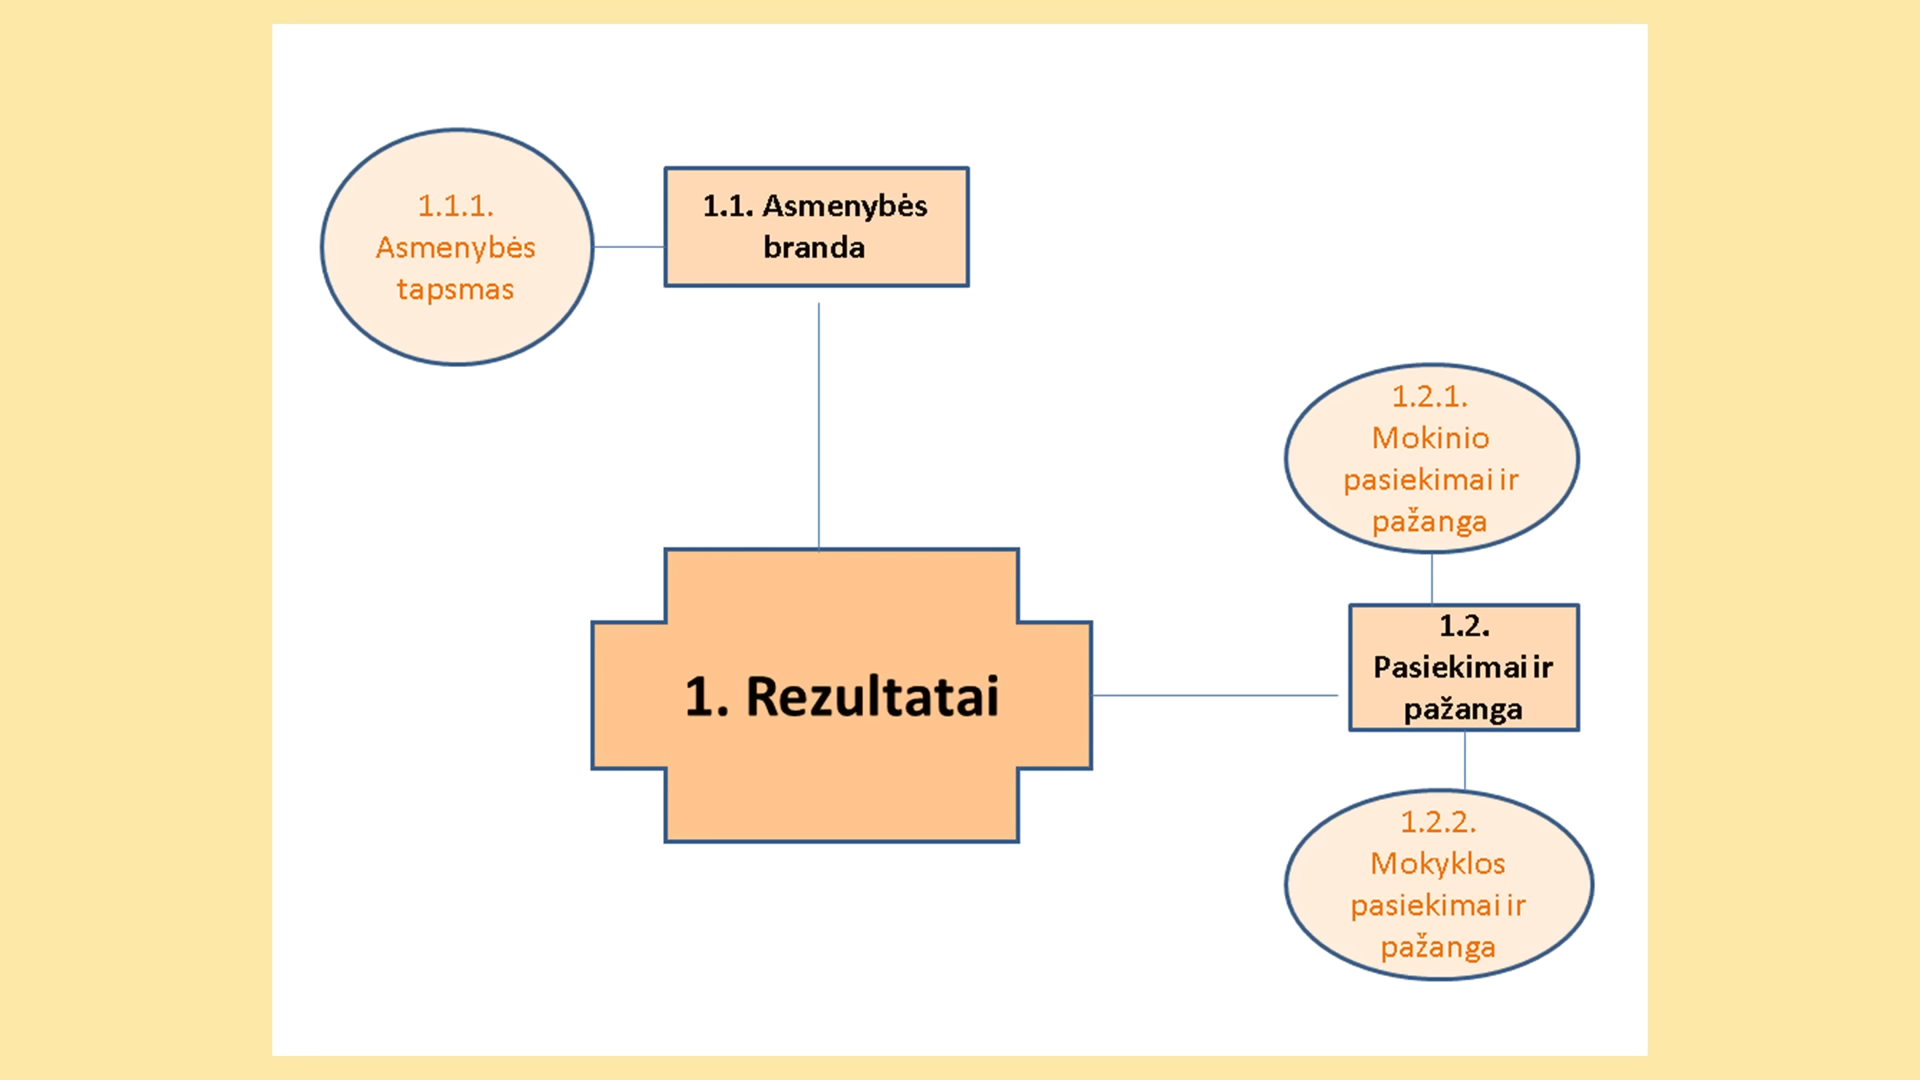 1.1.1.
Asmenybės
tapsmas
1.1. Asmenybės
branda
1.2.1.
Mokinio
pasiekimai ir
pažanga
1. Rezultatai
1.2.
Pasiekimai ir
pažanga
1.2.2.
Mokyklos
pasiekimai ir
pažanga